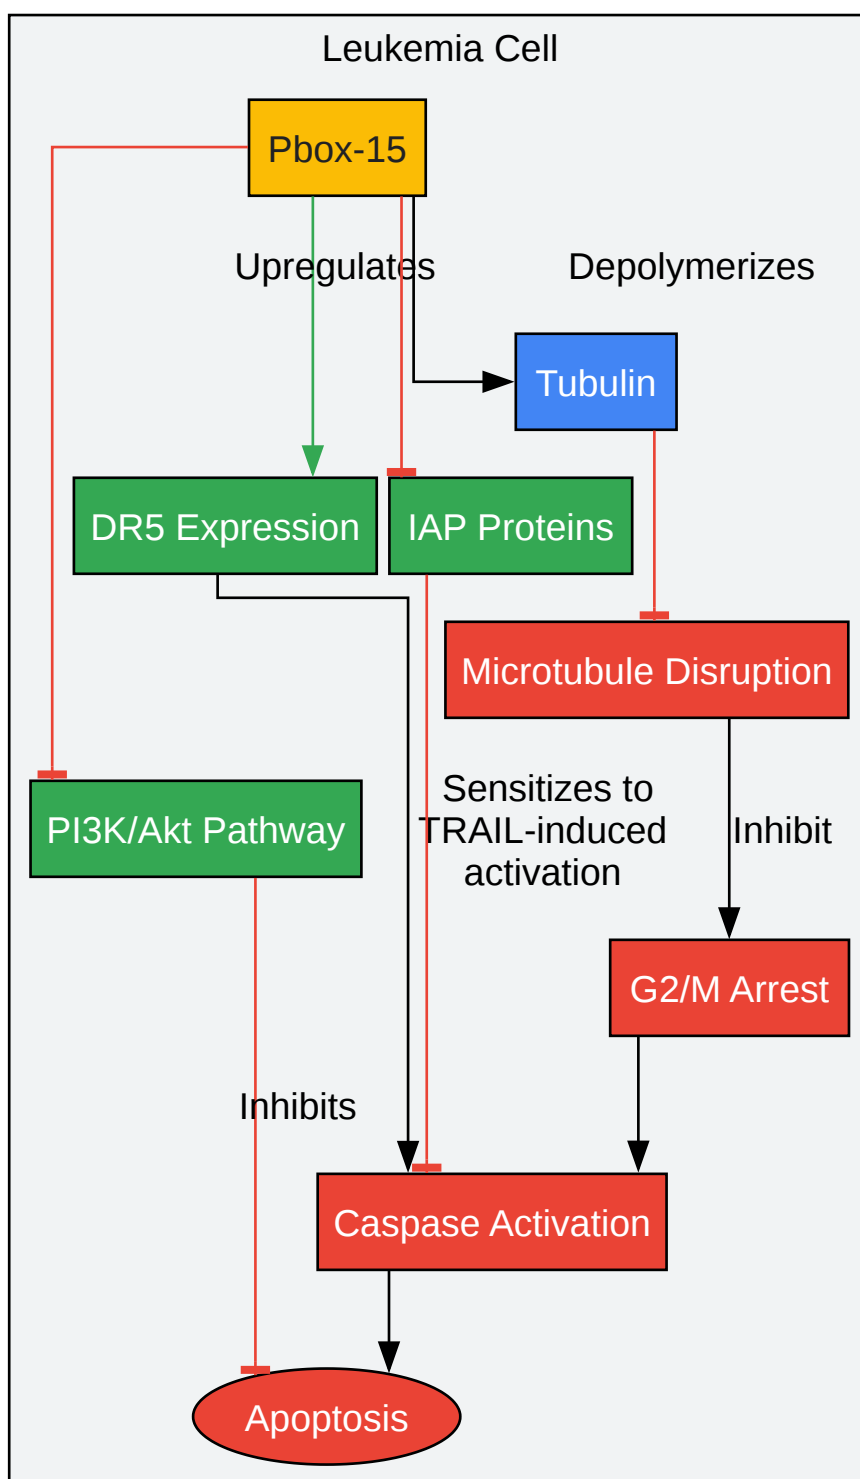 Leukemia Cell
Pbox-15
Upregulates
Depolymerizes
Tubulin
DR5 Expression
IAP Proteins
Microtubule Disruption
Sensitizes to
TRAIL-induced
activation
Inhibit
PI3K/Akt Pathway
G2/M Arrest
Inhibits
Caspase Activation
Apoptosis